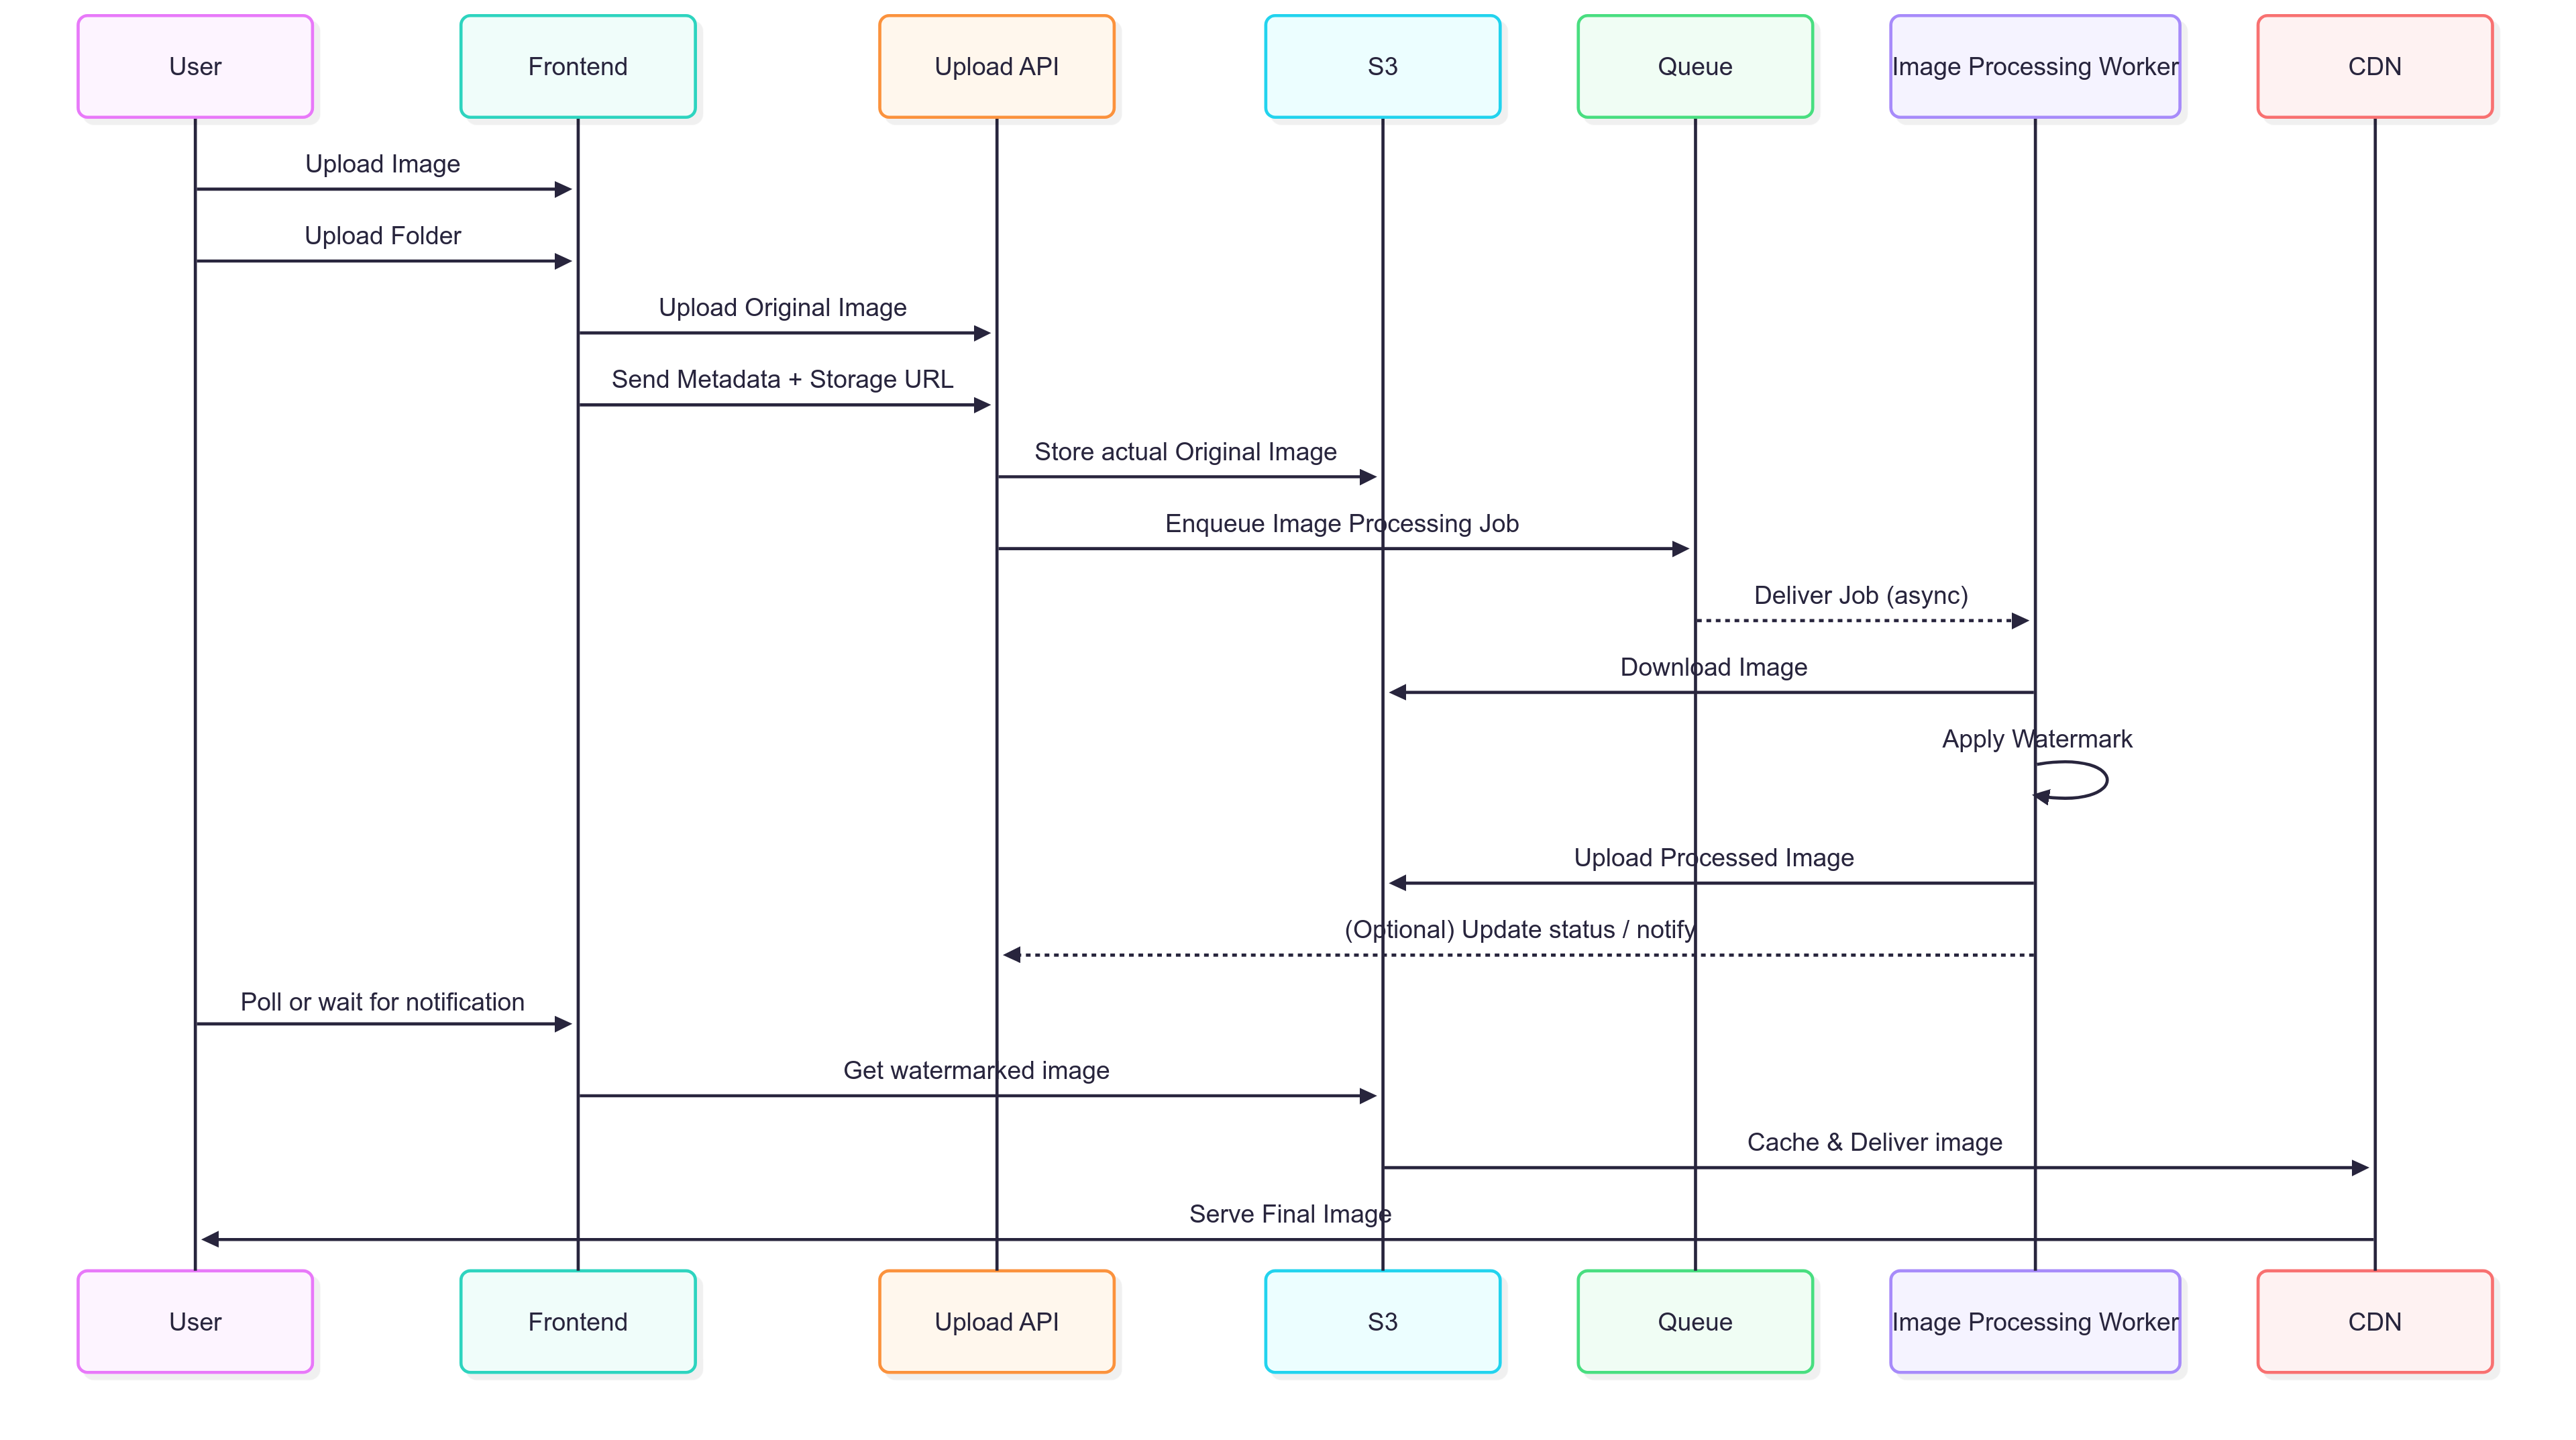 User
Frontend
Upload API
S3
Queue
Image Processing Worker
CDN
Upload Image
Upload Folder
Upload Original Image
Send Metadata + Storage URL
Store actual Original Image
Enqueue Image Processing Job
Deliver Job (async)
Download Image
Apply Watermark
Upload Processed Image
(Optional) Update status / notify
Poll or wait for notification
Get watermarked image
Cache & Deliver image
Serve Final Image
User
Frontend
Upload API
S3
Queue
Image Processing Worker
CDN